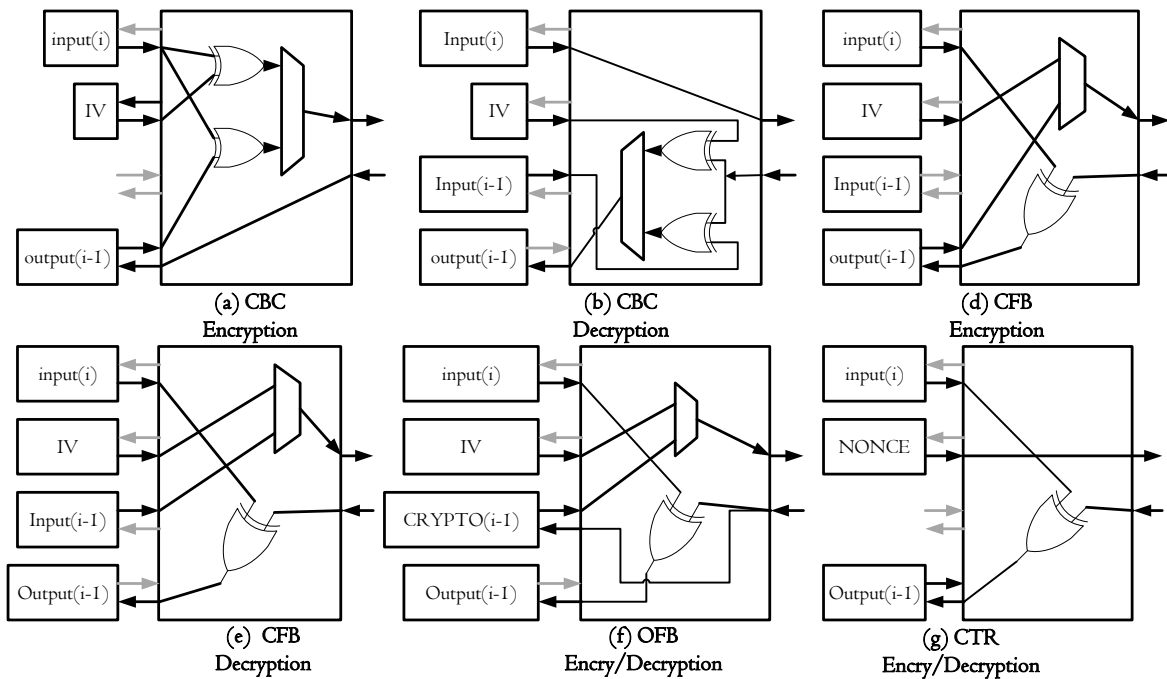 input(i)
IV
output(i-1)
(a) CBC
Encryption
Input(i)
IV
Input(i-1)
output(i-1)
(b) CBC
Decryption
input(i)
IV
Input(i-1)
output(i-1)
(d) CFB
Encryption
input(i)
IV
Input(i-1)
Output(i-1)
(e) CFB
Decryption
input(i)
IV
CRYPTO(i-1)
Output(i-1)
(f) OFB
Encry/Decryption
input(i)
NONCE
Output(i-1)
(g) CTR
Encry/Decryption